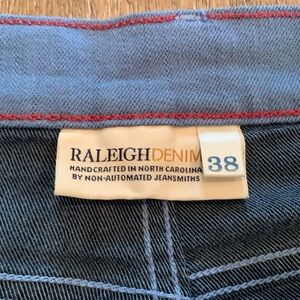 RALEIGHDENIM
38
HANDCRAFTED IN NORTH CAROLINA
BY NON-AUTOMATED JEANSMITHS